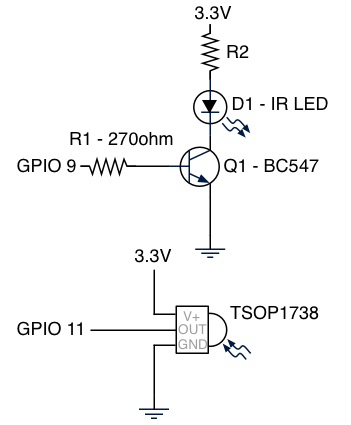 3.3V
R2
D1 - IR LED
R1 - 270ohm
GPIO 9
Q1 - BC547
3.3V
TSOP1738
V+
GPIO 11
OUT
GND